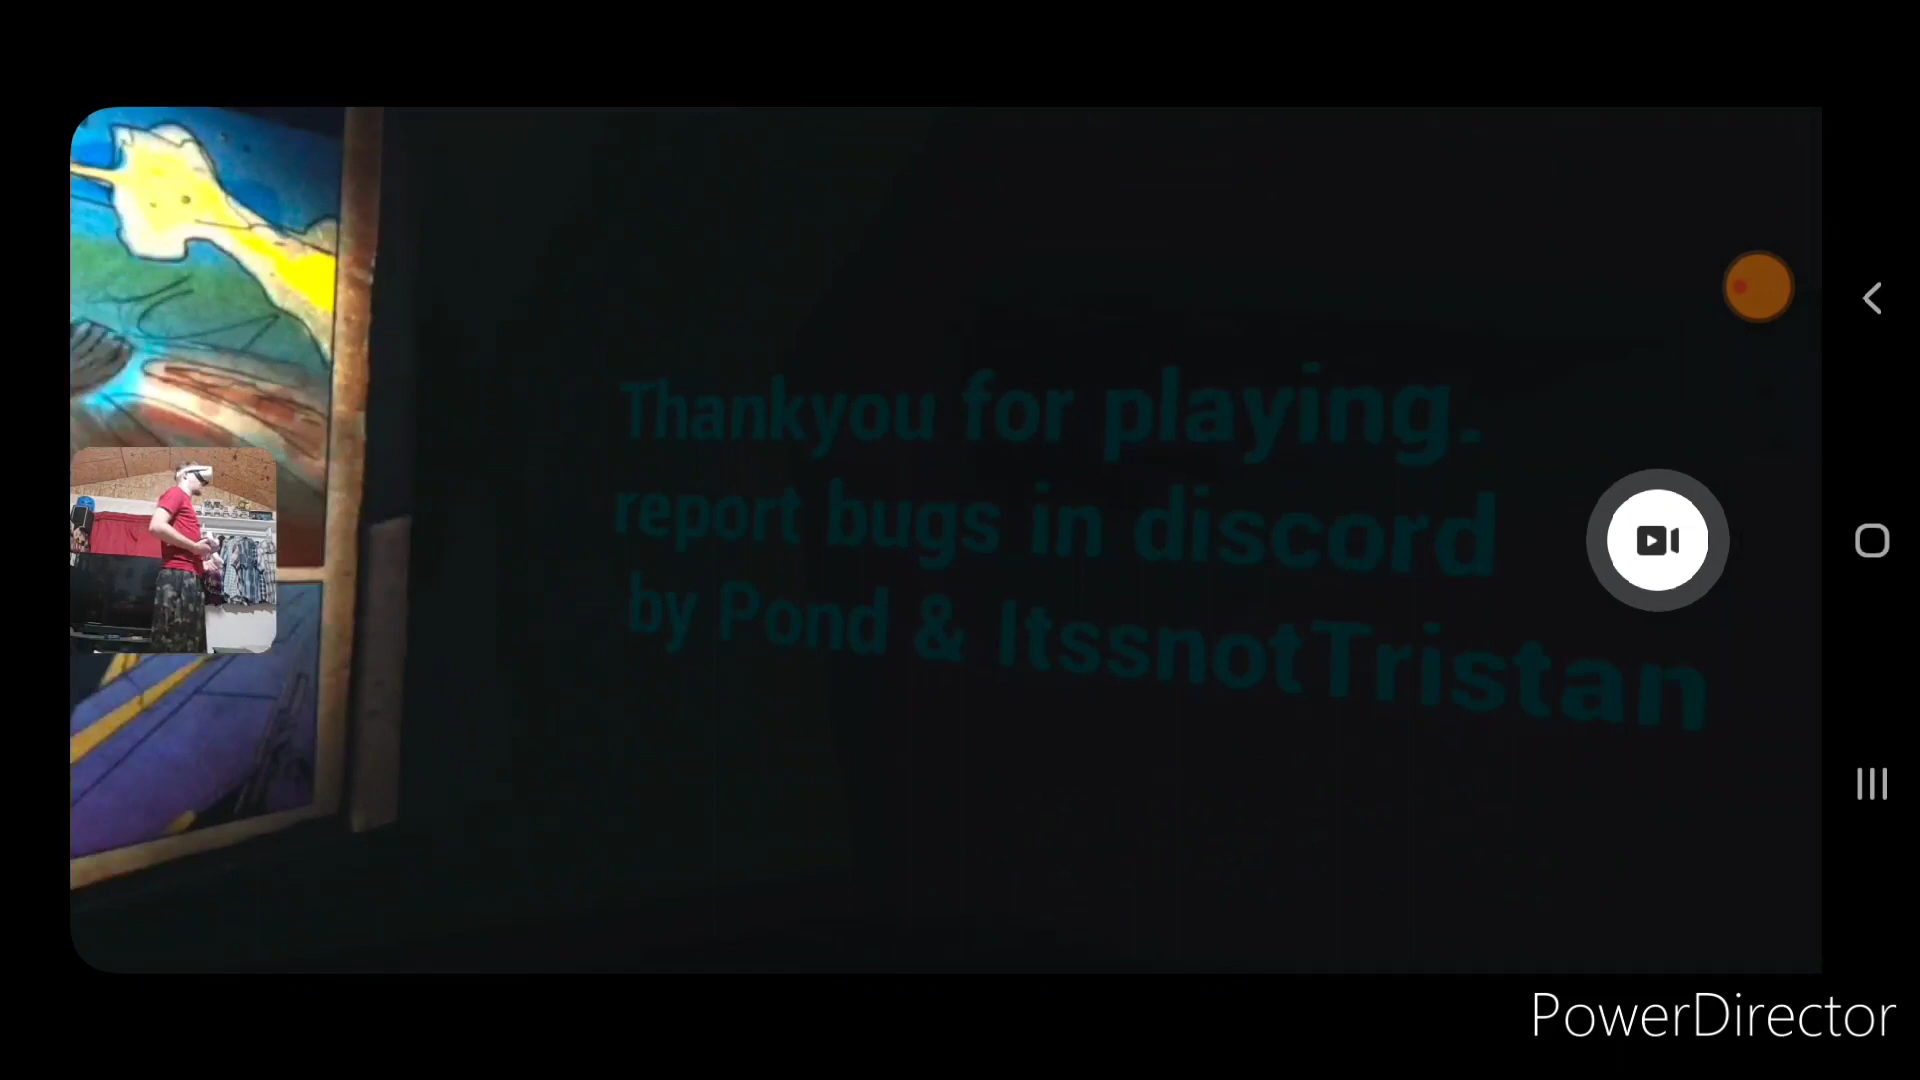 Thankyou for playing.
report bugs in discord
by Pond & ItssnotTristan
PowerDirector